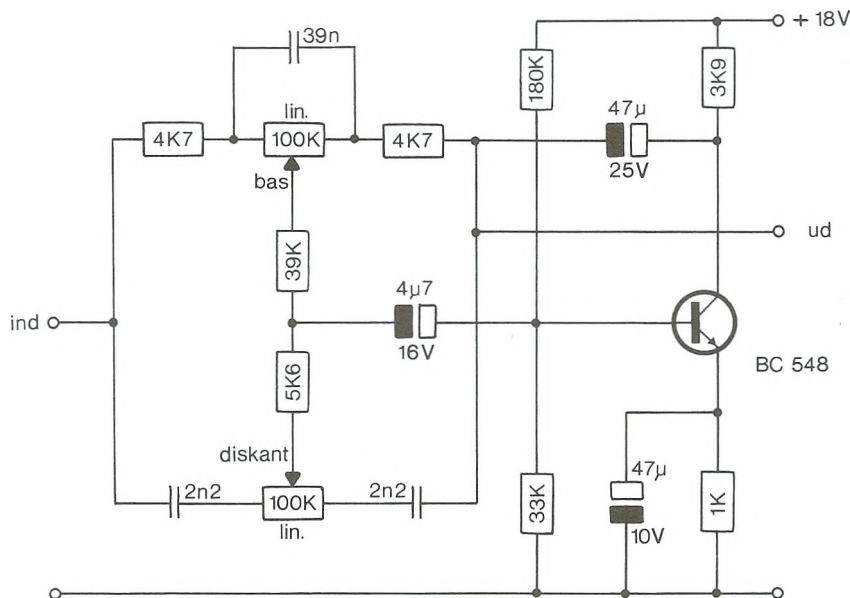 + 18V
39n
180K
3K9
lin.
47µ
4K7
100K
4K7
25V
bas
ud
39K
4µ7
ind
16V
BC 548
5K6
diskant
47µ
2n2
2n2
100K
33K
1K
lin.
10V